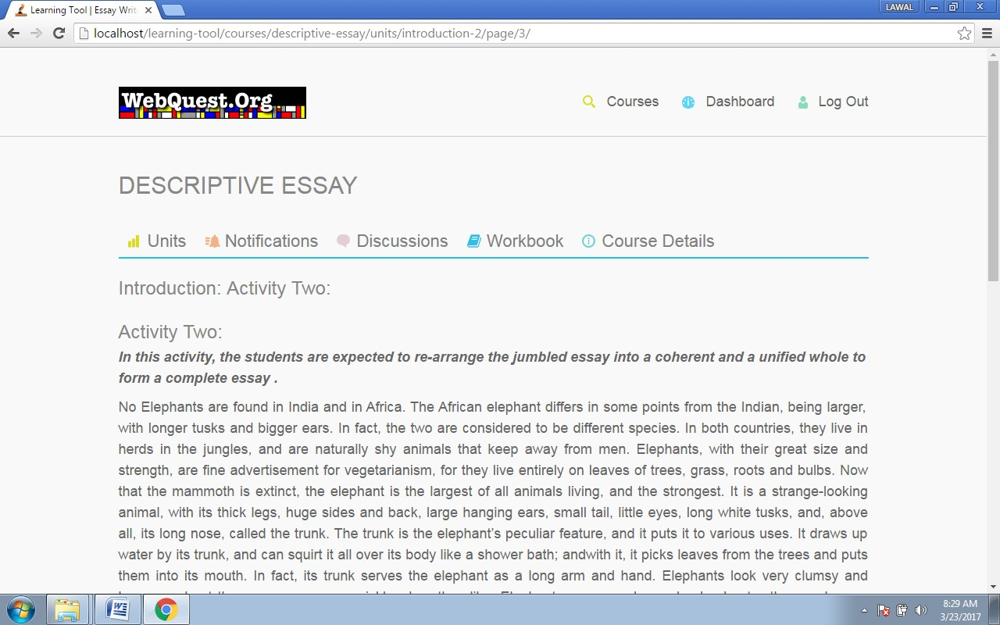 Learning Tool | Essay Writi
LAWAL
localhost/learning-tool/courses/descriptive-essay/units/introduction-2/page/3/
WebQuest.Org
Courses
Dashboard
Log Out
DESCRIPTIVE ESSAY
Units
Notifications
Discussions
Workbook
Course Details
Introduction: Activity Two:
Activity Two:
In this activity, the students are expected to re-arrange the jumbled essay into a coherent and a unified whole to
form a complete essay .
No Elephants are found in India and in Africa. The African elephant differs in some points from the Indian, being larger,
with longer tusks and bigger ears. In fact, the two are considered to be different species. In both countries, they live in
herds in the jungles, and are naturally shy animals that keep away from men. Elephants, with their great size and
strength, are fine advertisement for vegetarianism, for they live entirely on leaves of trees, grass, roots and bulbs. Now
that the mammoth is extinct, the elephant is the largest of all animals living, and the strongest. It is a strange-looking
animal, with its thick legs, huge sides and back, large hanging ears, small tail, little eyes, long white tusks, and, above
all, its long nose, called the trunk. The trunk is the elephant’s peculiar feature, and it puts it to various uses. It draws up
water by its trunk, and can squirt it all over its body like a shower bath; andwith it, it picks leaves from the trees and puts
them into its mouth. In fact, its trunk serves the elephant as a long arm and hand. Elephants look very clumsy and
8:29 AM
3/23/2017